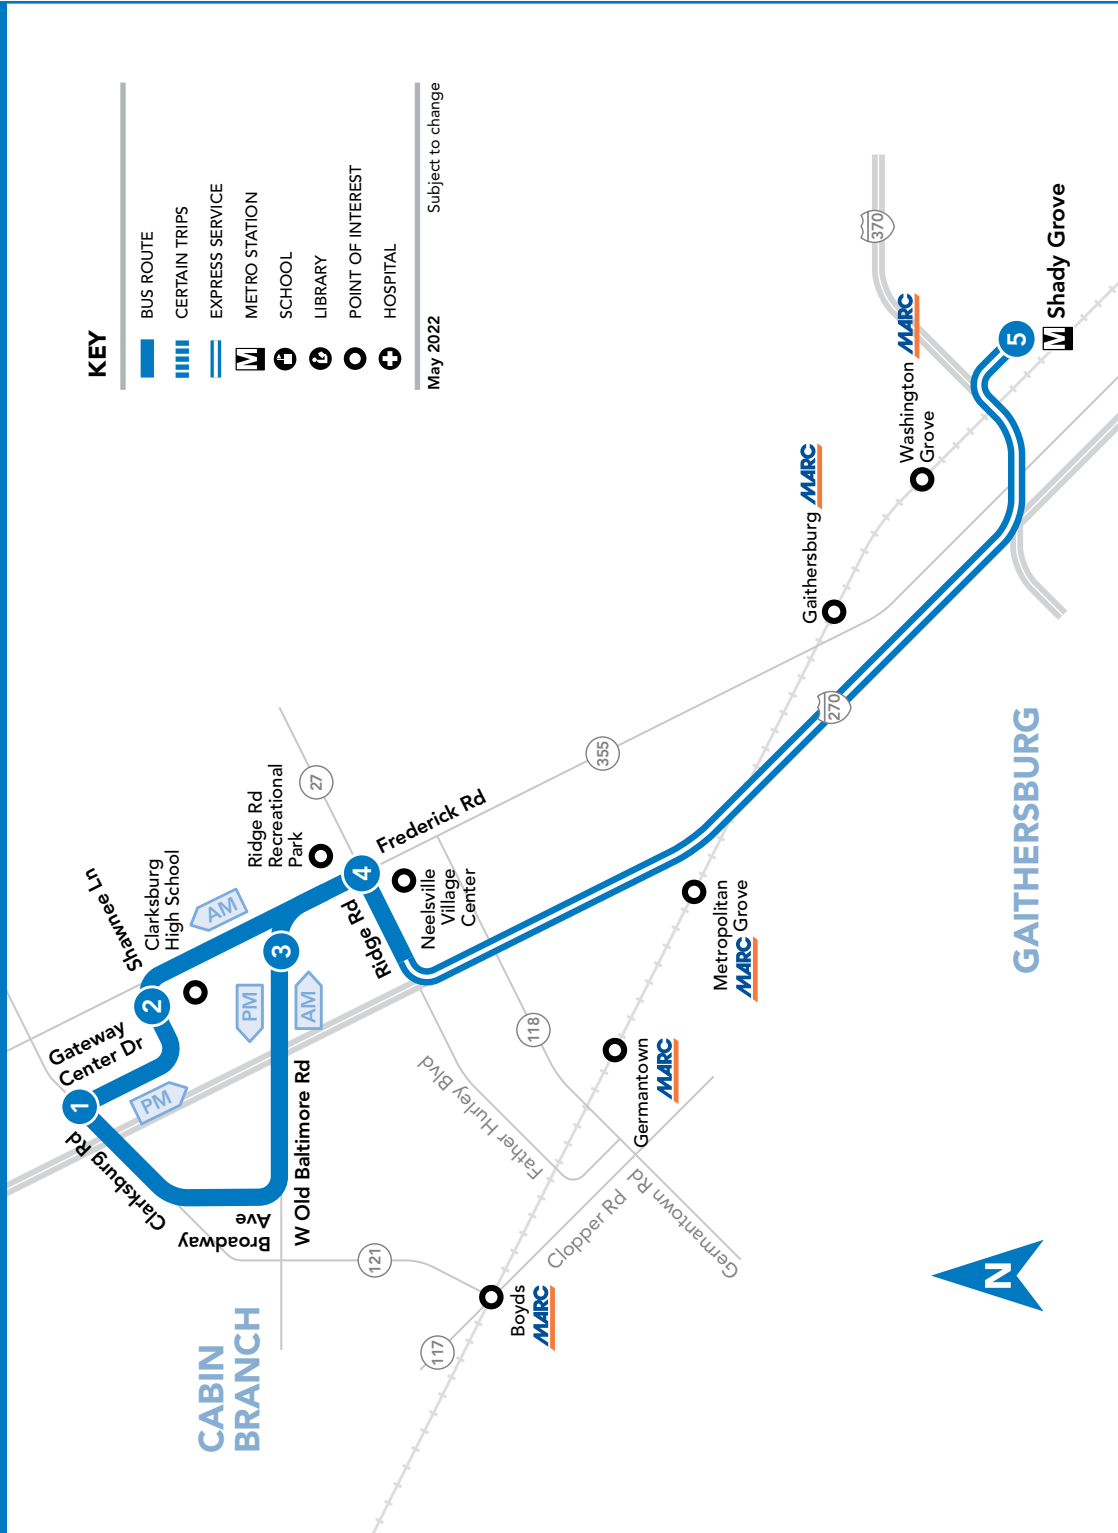 KEY
BUS ROUTE
CERTAIN TRIPS
EXPRESS SERVICE
M
METRO STATION
SCHOOL
LIBRARY
POINT OF INTEREST
HOSPITAL
May 2022
Subject to change
CABIN
BRANCH
GAITHERSBURG
1
Clarksburg Rd
Gateway
Center Dr
PM
2
Shawnee Ln
Clarksburg
High School
AM
Broadway
Ave
W Old Baltimore Rd
PM
AM
3
Ridge Rd
Recreational
Park
27
4
Frederick Rd
Ridge Rd
Neelsville
Village
Center
355
118
Father Hurley Blvd
121
117
Boyds
MARC
Clopper Rd
Germantown Rd
Germantown
MARC
Metropolitan
Grove
MARC
270
Gaithersburg
MARC
Washington
Grove
MARC
370
5
M
Shady Grove
N